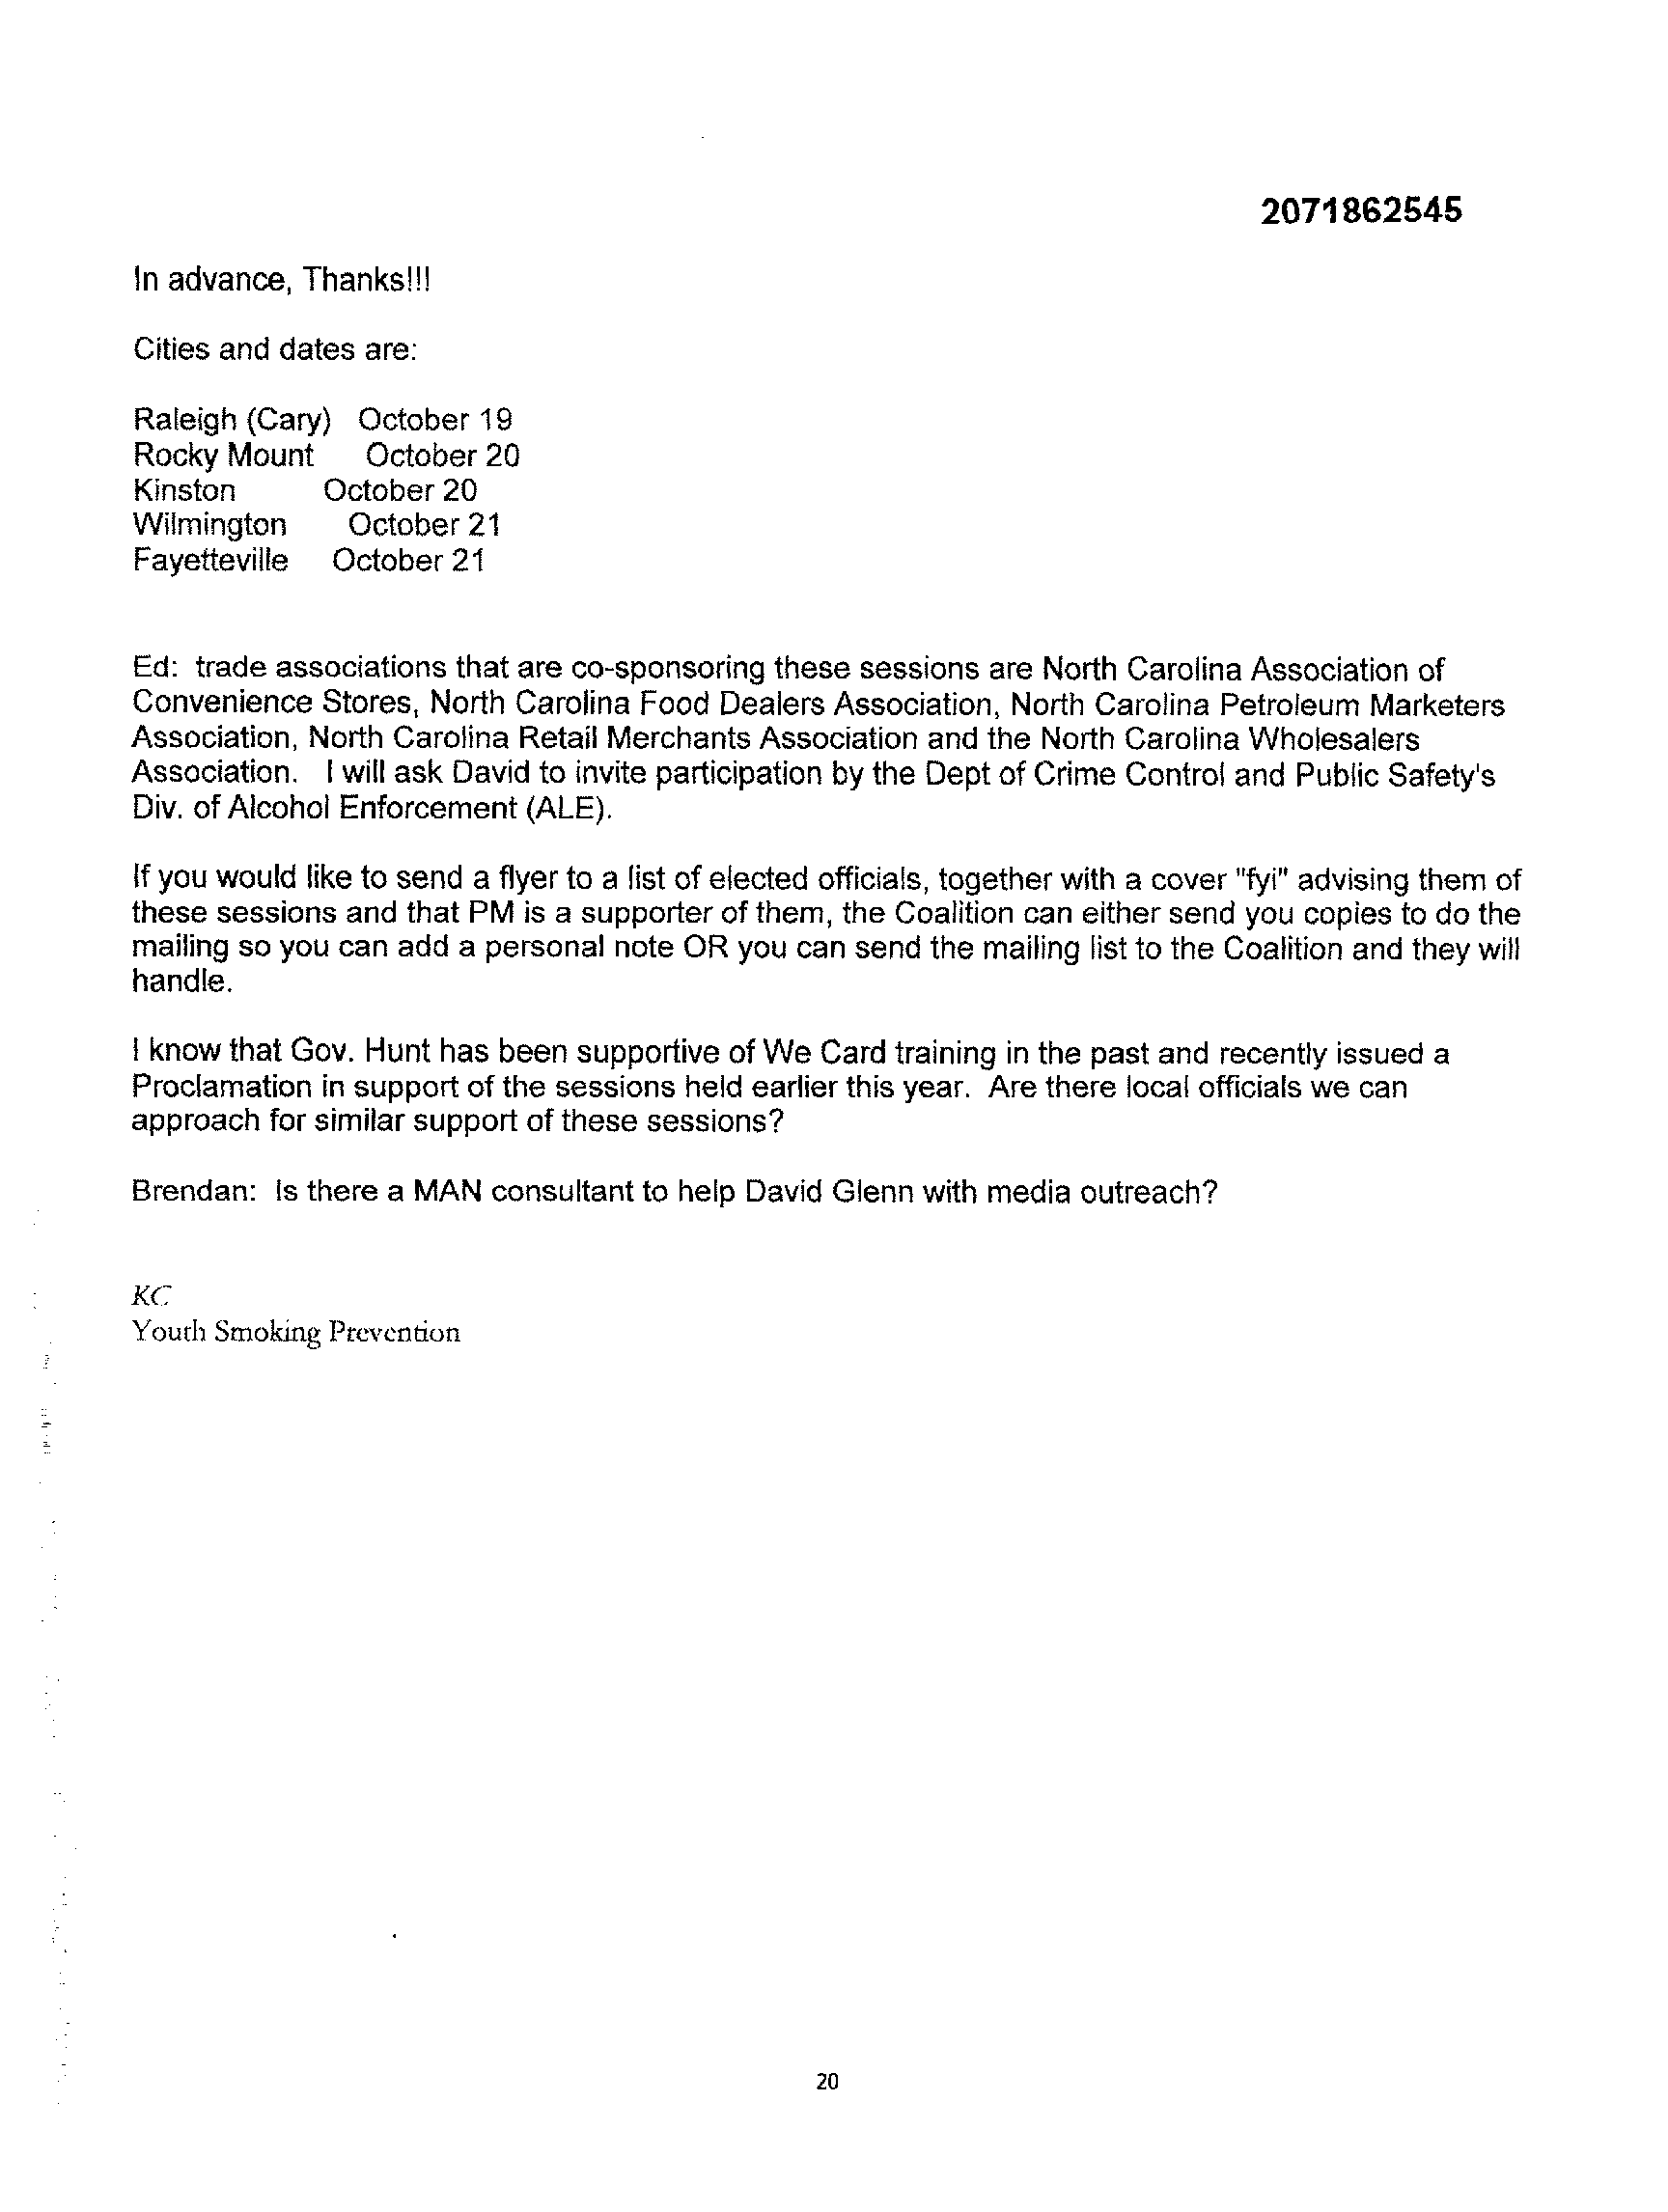 2071862545
In advance, Thanks!!!
Cities and dates are:
Raleigh (Cary) October 19
Rocky Mount October 20
Kinston October 20
Wilmington October 21
Fayetteville October 21
Ed: trade associations that are co-sponsoring these sessions are North Carolina Association of
Convenience Stores, North Carolina Food Dealers Association, North Carolina Petroleum Marketers
Association, North Carolina Retail Merchants Association and the North Carolina Wholesalers
Association. I will ask David to invite participation by the Dept of Crime Control and Public Safety's
Div. of Alcohol Enforcement (ALE).
If you would like to send a flyer to a list of elected officials, together with a cover "fyi" advising them of
these sessions and that PM is a supporter of them, the Coalition can either send you copies to do the
mailing so you can add a personal note OR you can send the mailing list to the Coalition and they will
handle.
I know that Gov. Hunt has been supportive of We Card training in the past and recently issued a
Proclamation in support of the sessions held earlier this year. Are there local officials we can
approach for similar support of these sessions?
Brendan: Is there a MAN consultant to help David Glenn with media outreach?
KC
Youth Smoking Prevention
20